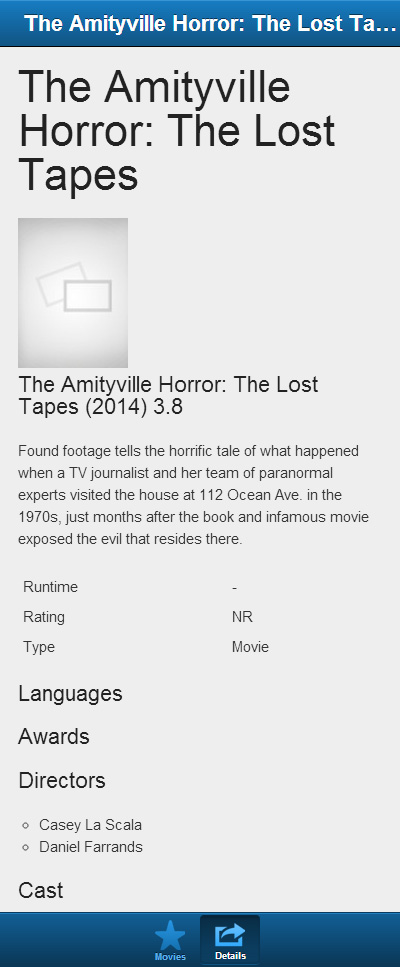 The Amityville Horror: The Lost Ta...
The Amityville
Horror: The Lost
Tapes
The Amityville Horror: The Lost
Tapes (2014) 3.8
Found footage tells the horrific tale of what happened
when a TV journalist and her team of paranormal
experts visited the house at 112 Ocean Ave. in the
1970s, just months after the book and infamous movie
exposed the evil that resides there.
Runtime -
Rating NR
Type Movie
Languages
Awards
Directors
Casey La Scala
Daniel Farrands
Cast
Movies Details